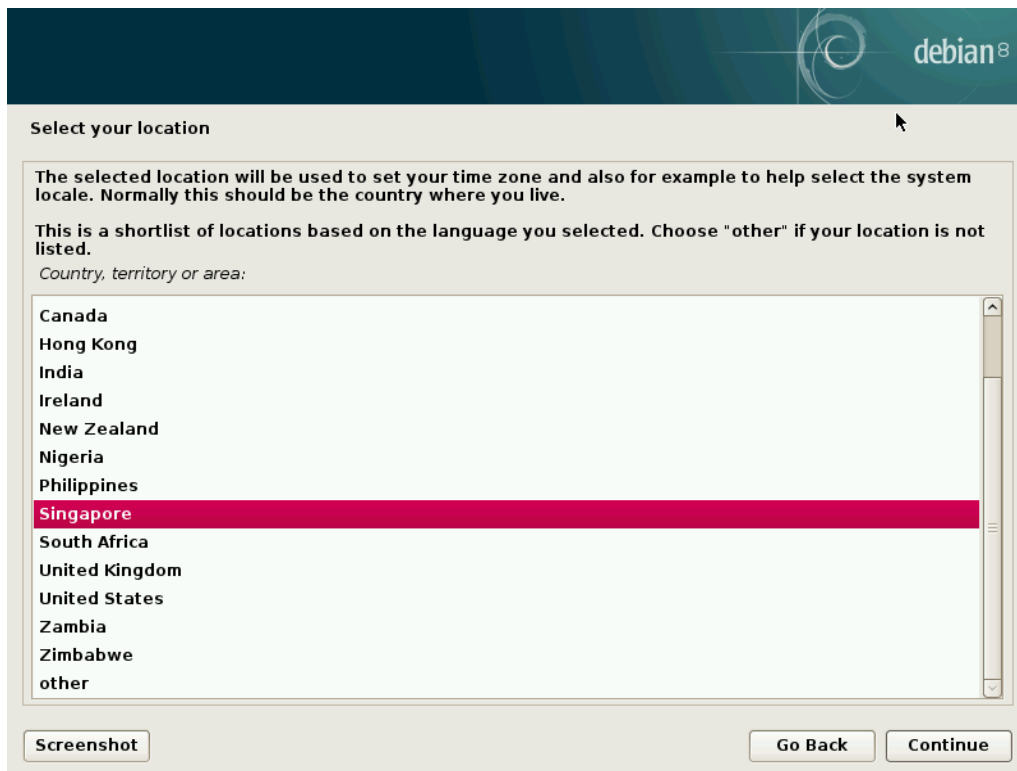 debian 8
Select your location
The selected location will be used to set your time zone and also for example to help select the system
locale. Normally this should be the country where you live.
This is a shortlist of locations based on the language you selected. Choose "other" if your location is not
listed.
Country, territory or area:
Canada
Hong Kong
India
Ireland
New Zealand
Nigeria
Philippines
Singapore
South Africa
United Kingdom
United States
Zambia
Zimbabwe
other
Screenshot Go Back Continue